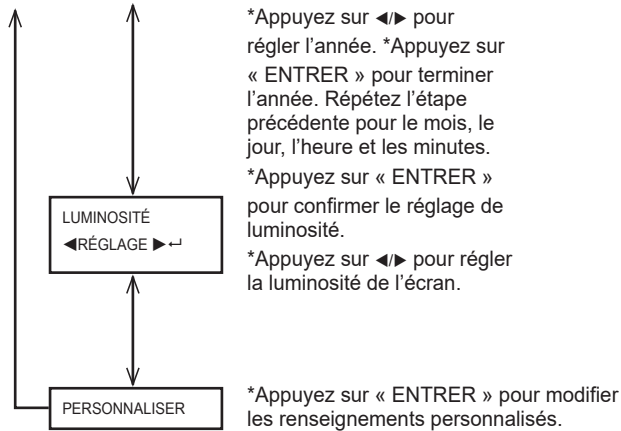 *Appuyez sur ◀/▶ pour
régler l’année. *Appuyez sur
« ENTRER » pour terminer
l’année. Répétez l’étape
précédente pour le mois, le
jour, l’heure et les minutes.
*Appuyez sur « ENTRER »
pour confirmer le réglage de
luminosité.
*Appuyez sur ◀/▶ pour régler
la luminosité de l’écran.
LUMINOSITÉ
◀RÉGLAGE ▶↵
PERSONNALISER
*Appuyez sur « ENTRER » pour modifier
les renseignements personnalisés.